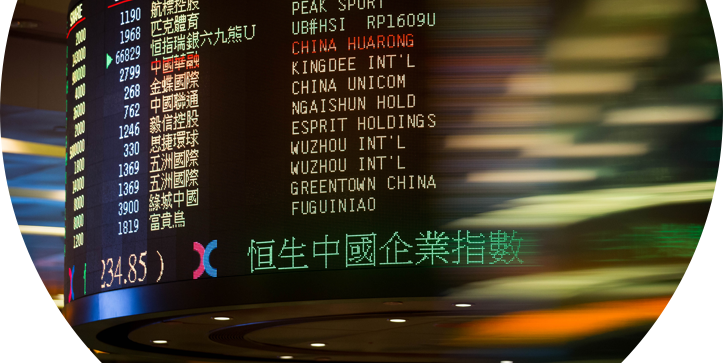 1190 航標控股 PEAK SPORT
1968 匹克體育 UB#HSI RP1609U
66829 恒指瑞銀六九熊U CHINA HUARONG
2799 中國華融 KINGDEE INT'L
268 金蝶國際 CHINA UNICOM
762 中國聯通 NGAISHUN HOLD
1246 毅信控股 ESPRIT HOLDINGS
330 思捷環球 WUZHOU INT'L
1369 五洲國際 WUZHOU INT'L
1369 五洲國際 GREENTOWN CHINA
3900 綠城中國 FUGUINIAO
1819 富貴鳥
234.85 ) 恒生中國企業指數